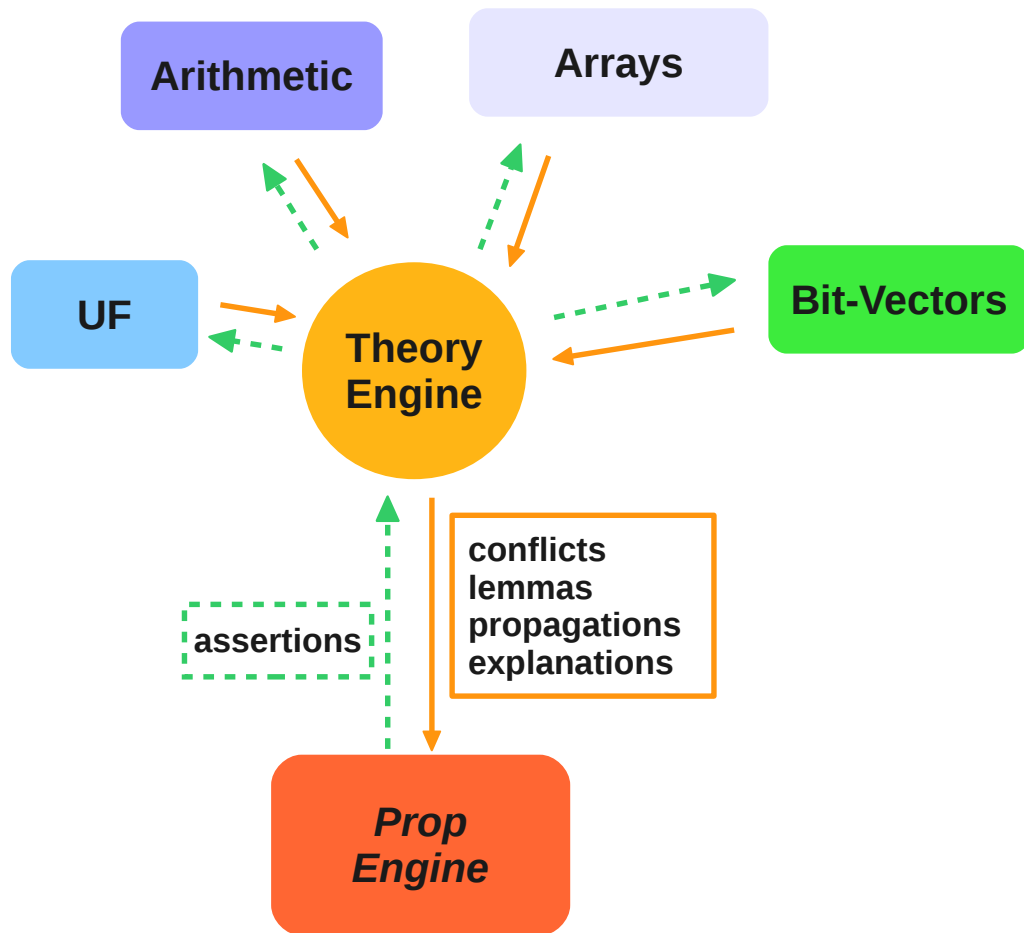 Arithmetic
Arrays
UF
Bit-Vectors
Theory
Engine
conflicts
lemmas
propagations
explanations
assertions
Prop
Engine